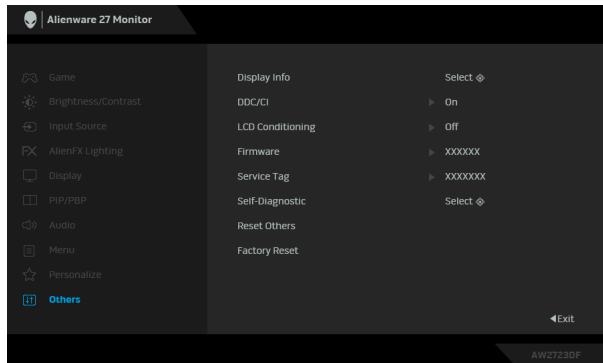 Alienware 27 Monitor
Game
Brightness/Contrast
Input Source
AlienFX Lighting
Display
PIP/PBP
Audio
Menu
Personalize
Others
Display Info Select
DDC/CI On
LCD Conditioning Off
Firmware XXXXXX
Service Tag XXXXXXX
Self-Diagnostic Select
Reset Others
Factory Reset
Exit
AW2723DF